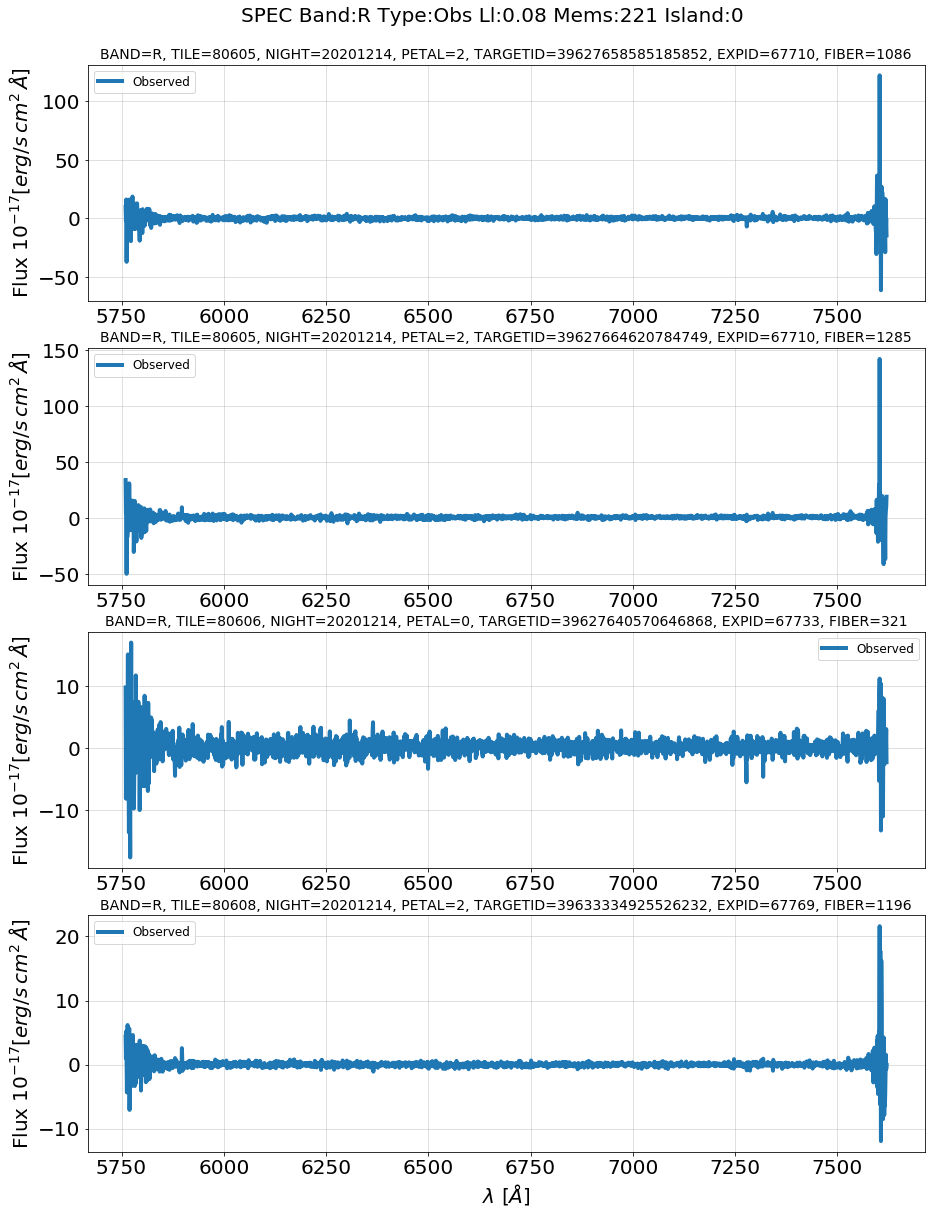 SPEC Band:R Type:Obs Ll:0.08 Mems:221 Island:0
BAND=R, TILE=80605, NIGHT=20201214, PETAL=2, TARGETID=39627658585185852, EXPID=67710, FIBER=1086
Observed
Flux 10^{-17}[erg/s cm^2 Å]
100
50
0
−50
5750 6000 6250 6500 6750 7000 7250 7500
BAND=R, TILE=80605, NIGHT=20201214, PETAL=2, TARGETID=39627664620784749, EXPID=67710, FIBER=1285
Observed
Flux 10^{-17}[erg/s cm^2 Å]
150
100
50
0
−50
5750 6000 6250 6500 6750 7000 7250 7500
BAND=R, TILE=80606, NIGHT=20201214, PETAL=0, TARGETID=39627640570646868, EXPID=67733, FIBER=321
Observed
Flux 10^{-17}[erg/s cm^2 Å]
10
0
−10
5750 6000 6250 6500 6750 7000 7250 7500
BAND=R, TILE=80608, NIGHT=20201214, PETAL=2, TARGETID=39633334925526232, EXPID=67769, FIBER=1196
Observed
Flux 10^{-17}[erg/s cm^2 Å]
20
10
0
−10
5750 6000 6250 6500 6750 7000 7250 7500
λ [Å]